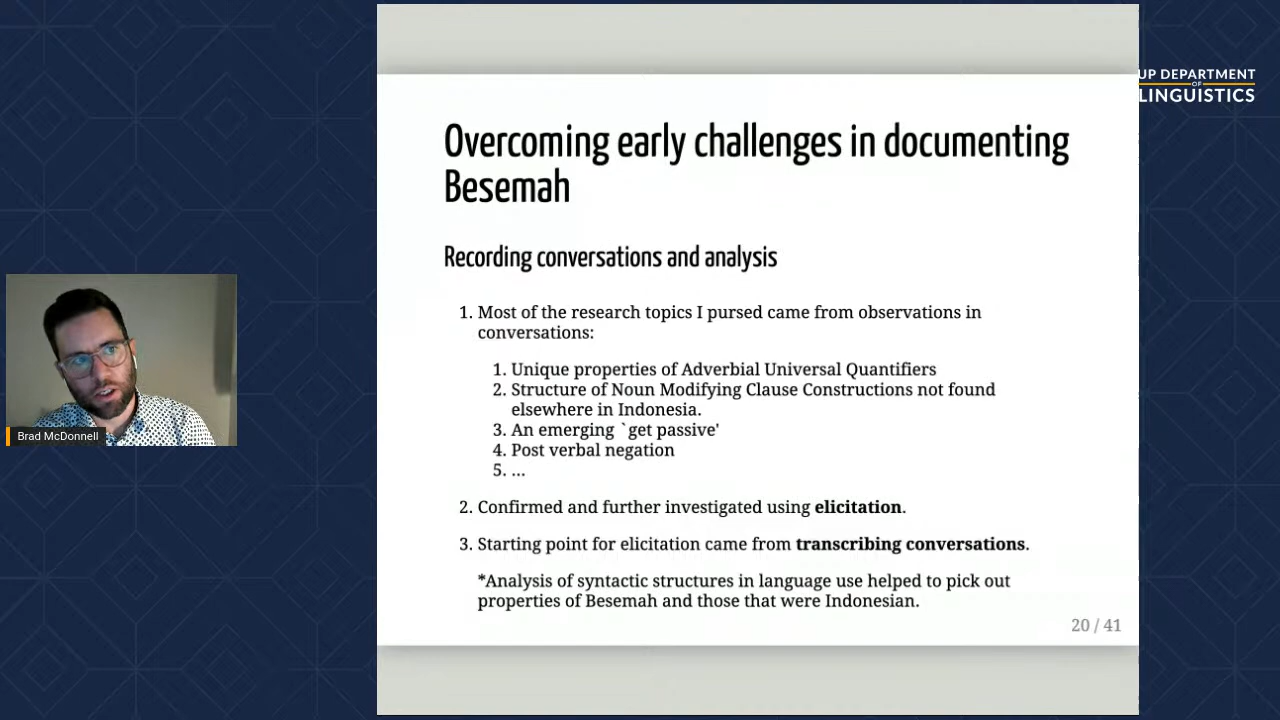 UP DEPARTMENT
OF
LINGUISTICS
Overcoming early challenges in documenting
Besemah
Recording conversations and analysis
1. Most of the research topics I pursed came from observations in
conversations:
1. Unique properties of Adverbial Universal Quantifiers
2. Structure of Noun Modifying Clause Constructions not found
elsewhere in Indonesia.
3. An emerging `get passive'
4. Post verbal negation
5. ...
2. Confirmed and further investigated using elicitation.
3. Starting point for elicitation came from transcribing conversations.
*Analysis of syntactic structures in language use helped to pick out
properties of Besemah and those that were Indonesian.
20 / 41
Brad McDonnell